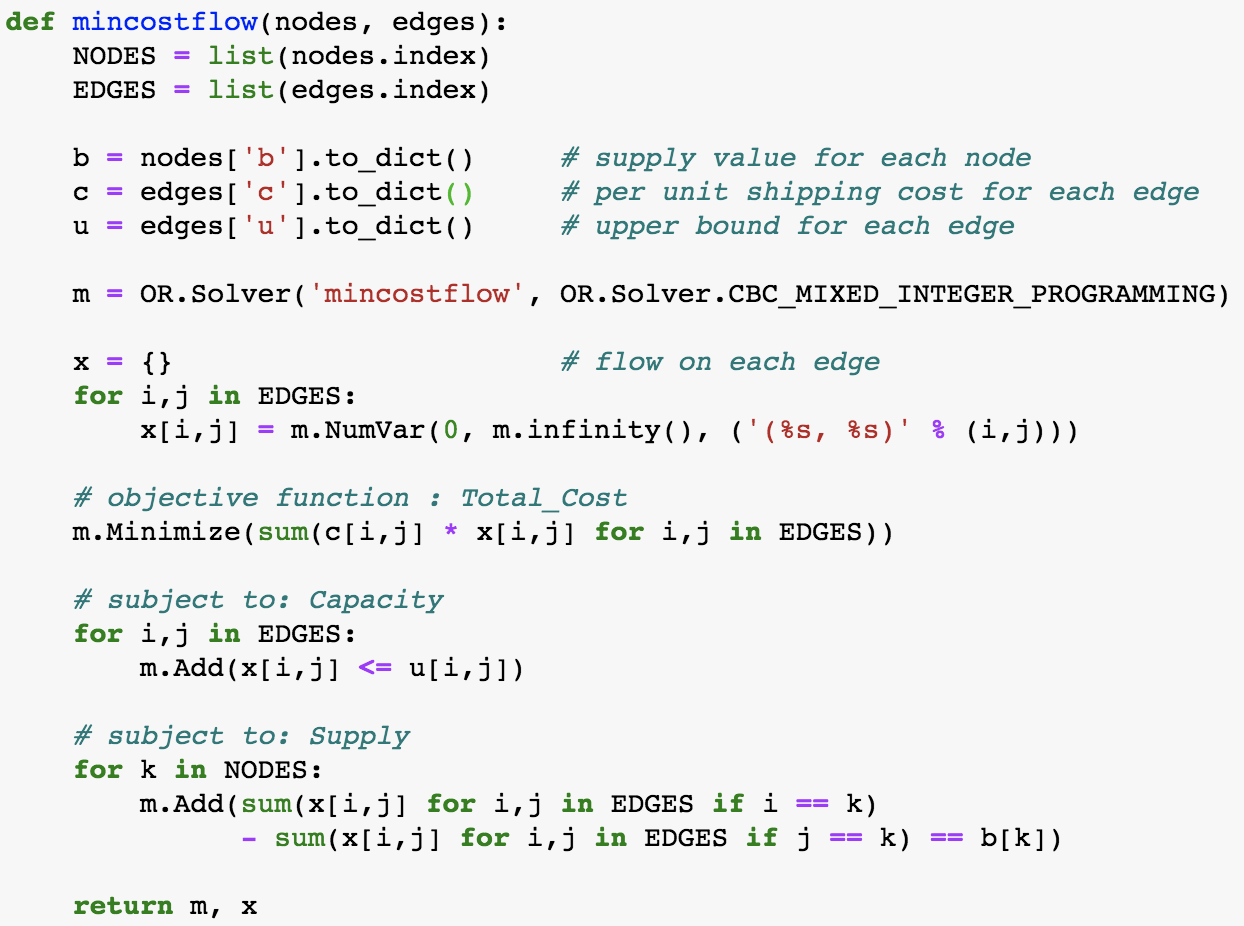 def mincostflow(nodes, edges):
    NODES = list(nodes.index)
    EDGES = list(edges.index)

    b = nodes['b'].to_dict()     # supply value for each node
    c = edges['c'].to_dict()     # per unit shipping cost for each edge
    u = edges['u'].to_dict()     # upper bound for each edge

    m = OR.Solver('mincostflow', OR.Solver.CBC_MIXED_INTEGER_PROGRAMMING)

    x = {}                       # flow on each edge
    for i,j in EDGES:
        x[i,j] = m.NumVar(0, m.infinity(), ('(%s, %s)' % (i,j)))

    # objective function : Total_Cost
    m.Minimize(sum(c[i,j] * x[i,j] for i,j in EDGES))

    # subject to: Capacity
    for i,j in EDGES:
        m.Add(x[i,j] <= u[i,j])

    # subject to: Supply
    for k in NODES:
        m.Add(sum(x[i,j] for i,j in EDGES if i == k)
              - sum(x[i,j] for i,j in EDGES if j == k) == b[k])

    return m, x